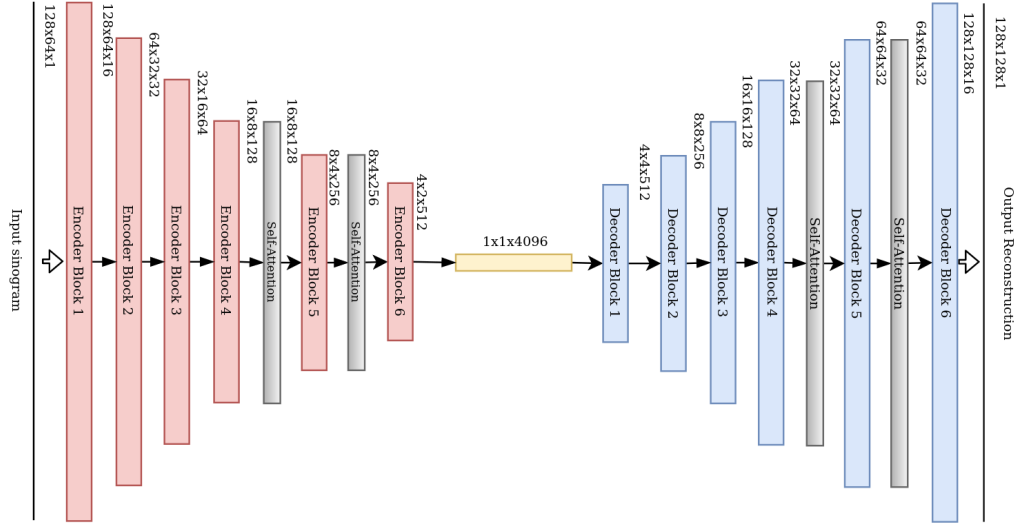 Input sinogram
128x64x1
Encoder Block 1
128x64x16
Encoder Block 2
64x32x32
Encoder Block 3
32x16x64
Encoder Block 4
16x8x128
Self-Attention
16x8x128
Encoder Block 5
8x4x256
Self-Attention
8x4x256
Encoder Block 6
4x2x512
1x1x4096
Decoder Block 1
4x4x512
Decoder Block 2
8x8x256
Decoder Block 3
16x16x128
Decoder Block 4
32x32x64
Self-Attention
32x32x64
Decoder Block 5
64x64x32
Self-Attention
64x64x32
Decoder Block 6
128x128x16
128x128x1
Output Reconstruction